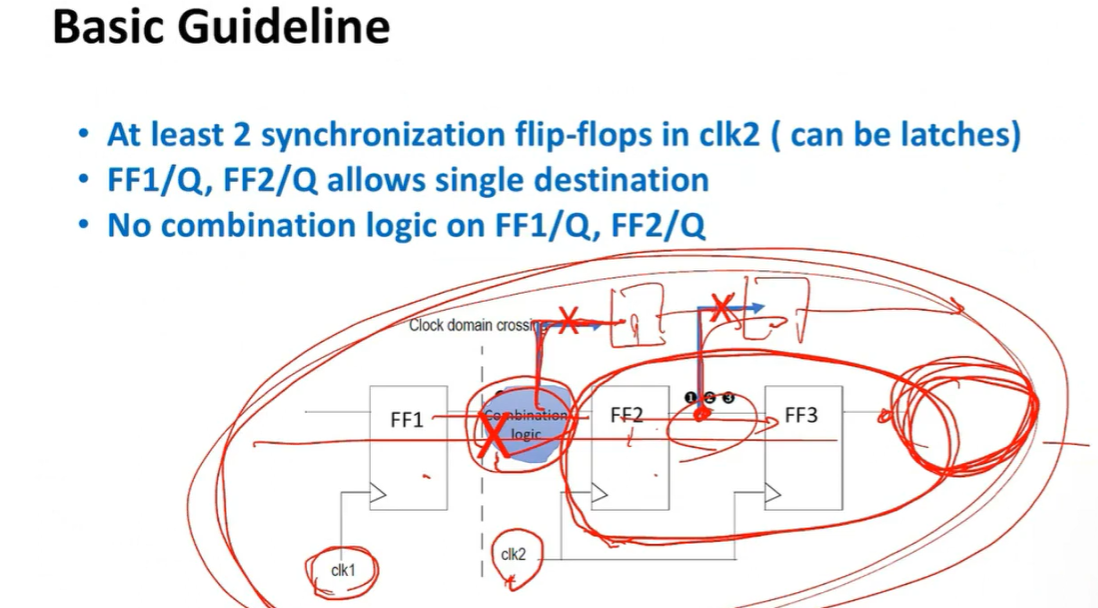 Basic Guideline
• At least 2 synchronization flip-flops in clk2 ( can be latches)
• FF1/Q, FF2/Q allows single destination
• No combination logic on FF1/Q, FF2/Q
Clock domain crossing
FF1
Combination
logic
FF2
❶❷❸
FF3
clk1
clk2